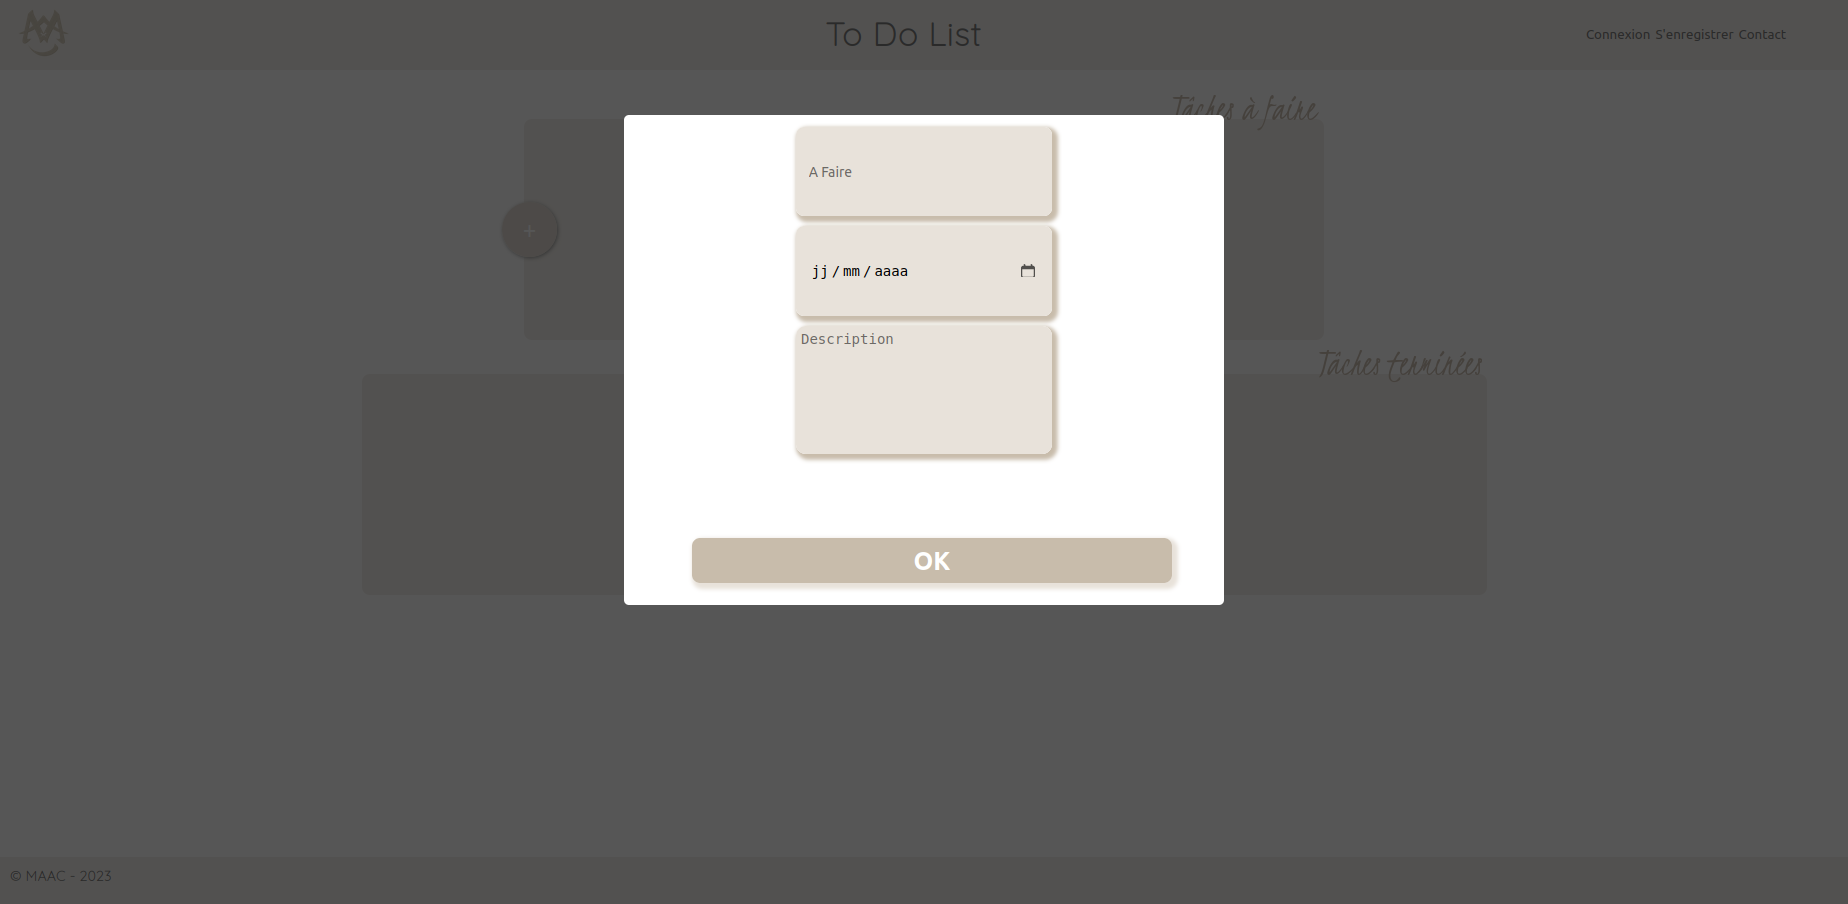 To Do List
Connexion S'enregistrer Contact
Tâches à faire
A Faire
+
jj/mm/aaaa
Description
Tâches terminées
OK
© MAAC - 2023